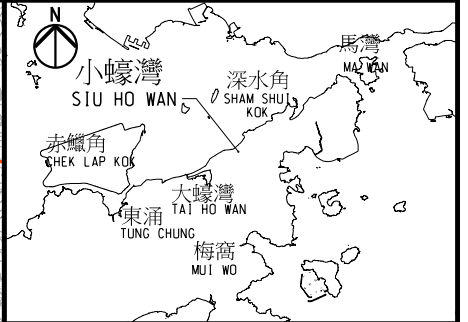 N
小蠔灣
SIU HO WAN
深水角
SHAM SHUI
KOK
馬灣
MA WAN
赤鱲角
CHEK LAP KOK
大蠔灣
TAI HO WAN
東涌
TUNG CHUNG
梅窩
MUI WO